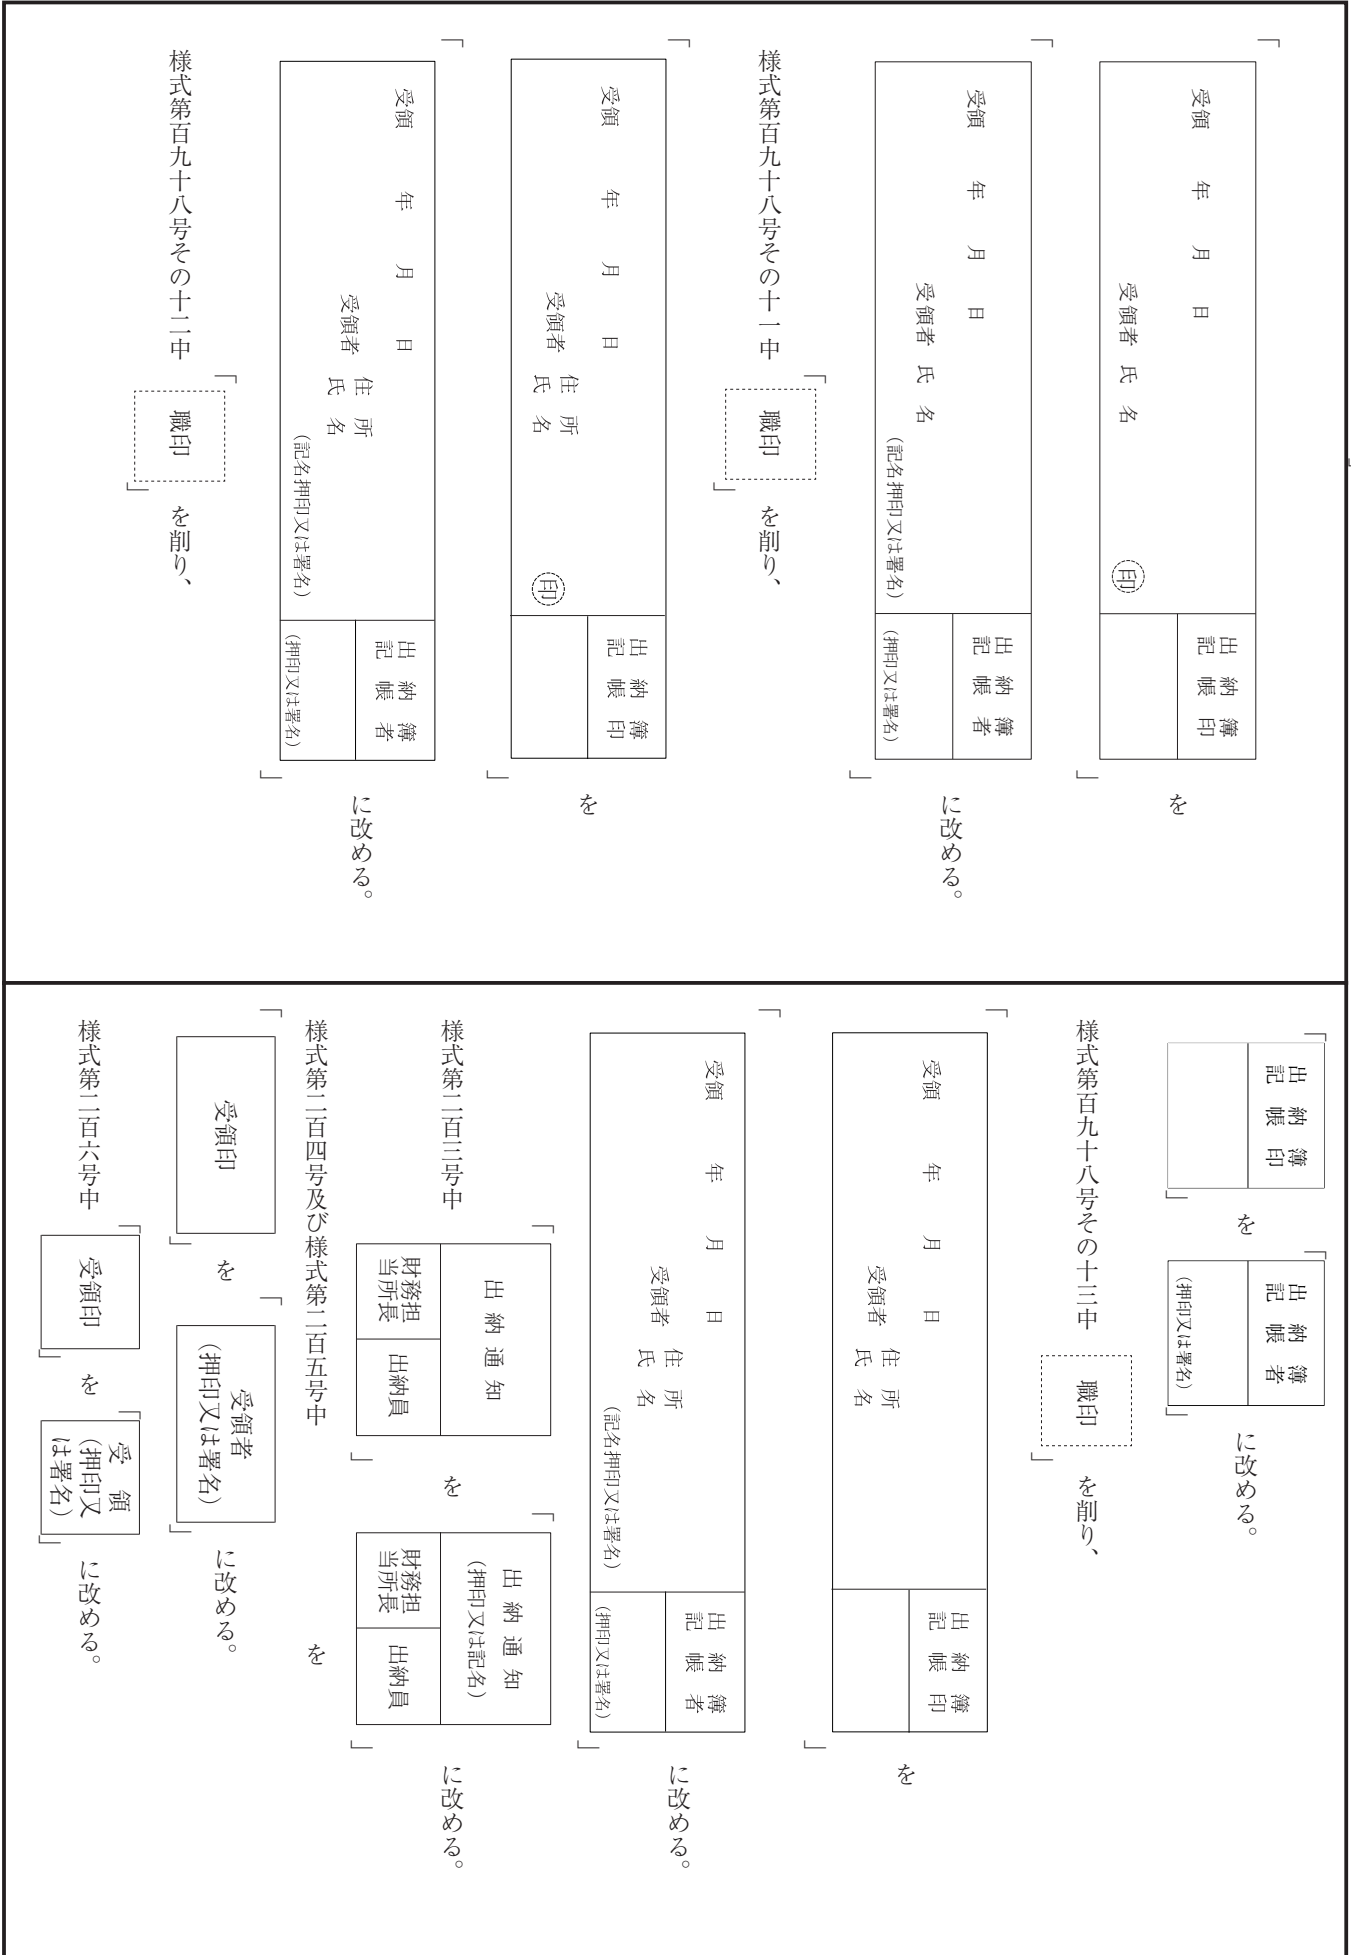 「
受領　年　月　日
受領者 氏 名　㊞
出納簿
記帳印
」を
「
受領　年　月　日
受領者 氏 名
(記名押印又は署名)
出納簿
記帳者
(押印又は署名)
」に改める。
様式第百九十八号その十一中「職印」を削り、
「
受領　年　月　日
受領者
住 所
氏 名　㊞
出納簿
記帳印
」を
「
受領　年　月　日
受領者
住 所
氏 名
(記名押印又は署名)
出納簿
記帳者
(押印又は署名)
」に改める。
様式第百九十八号その十二中「職印」を削り、
「
出納簿
記帳印
」を
「
出納簿
記帳者
(押印又は署名)
」に改める。
様式第百九十八号その十三中「職印」を削り、
「
受領　年　月　日
受領者
住 所
氏 名
出納簿
記帳印
」を
「
受領　年　月　日
受領者
住 所
氏 名
(記名押印又は署名)
出納簿
記帳者
(押印又は署名)
」に改める。
様式第二百三号中
「
出納通知
財務担
当所長
出納員
」を
「
出納通知
(押印又は記名)
財務担
当所長
出納員
」に改める。
様式第二百四号及び様式第二百五号中
「
受領印
」を
「
受領者
(押印又は署名)
」を
に改める。
様式第二百六号中
「
受領印
」を
「
受 領
(押印又
は署名)
」に改める。